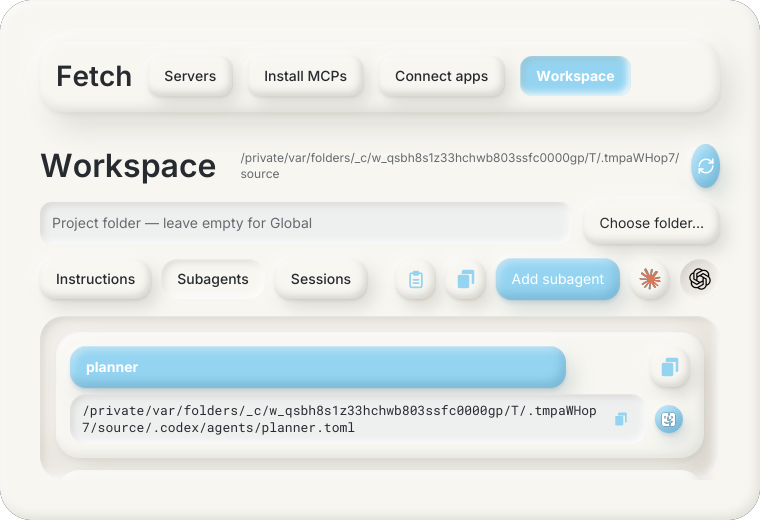 Fetch Servers Install MCPs Connect apps Workspace
Workspace
/private/var/folders/_c/w_qsbh8s1z33hchwb803ssfc0000gp/T/.tmpaWHop7/
source
Project folder — leave empty for Global Choose folder...
Instructions Subagents Sessions Add subagent
planner
/private/var/folders/_c/w_qsbh8s1z33hchwb803ssfc0000gp/T/.tmpaWHop
7/source/.codex/agents/planner.toml